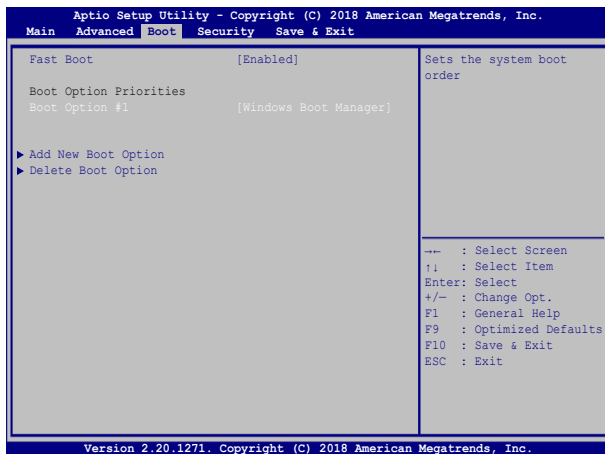 Aptio Setup Utility - Copyright (C) 2018 American Megatrends, Inc.
Main Advanced Boot Security Save & Exit
Fast Boot [Enabled]
Boot Option Priorities
Boot Option #1 [Windows Boot Manager]
▶ Add New Boot Option
▶ Delete Boot Option
Sets the system boot
order
→← : Select Screen
↑↓ : Select Item
Enter: Select
+/— : Change Opt.
F1 : General Help
F9 : Optimized Defaults
F10 : Save & Exit
ESC : Exit
Version 2.20.1271. Copyright (C) 2018 American Megatrends, Inc.